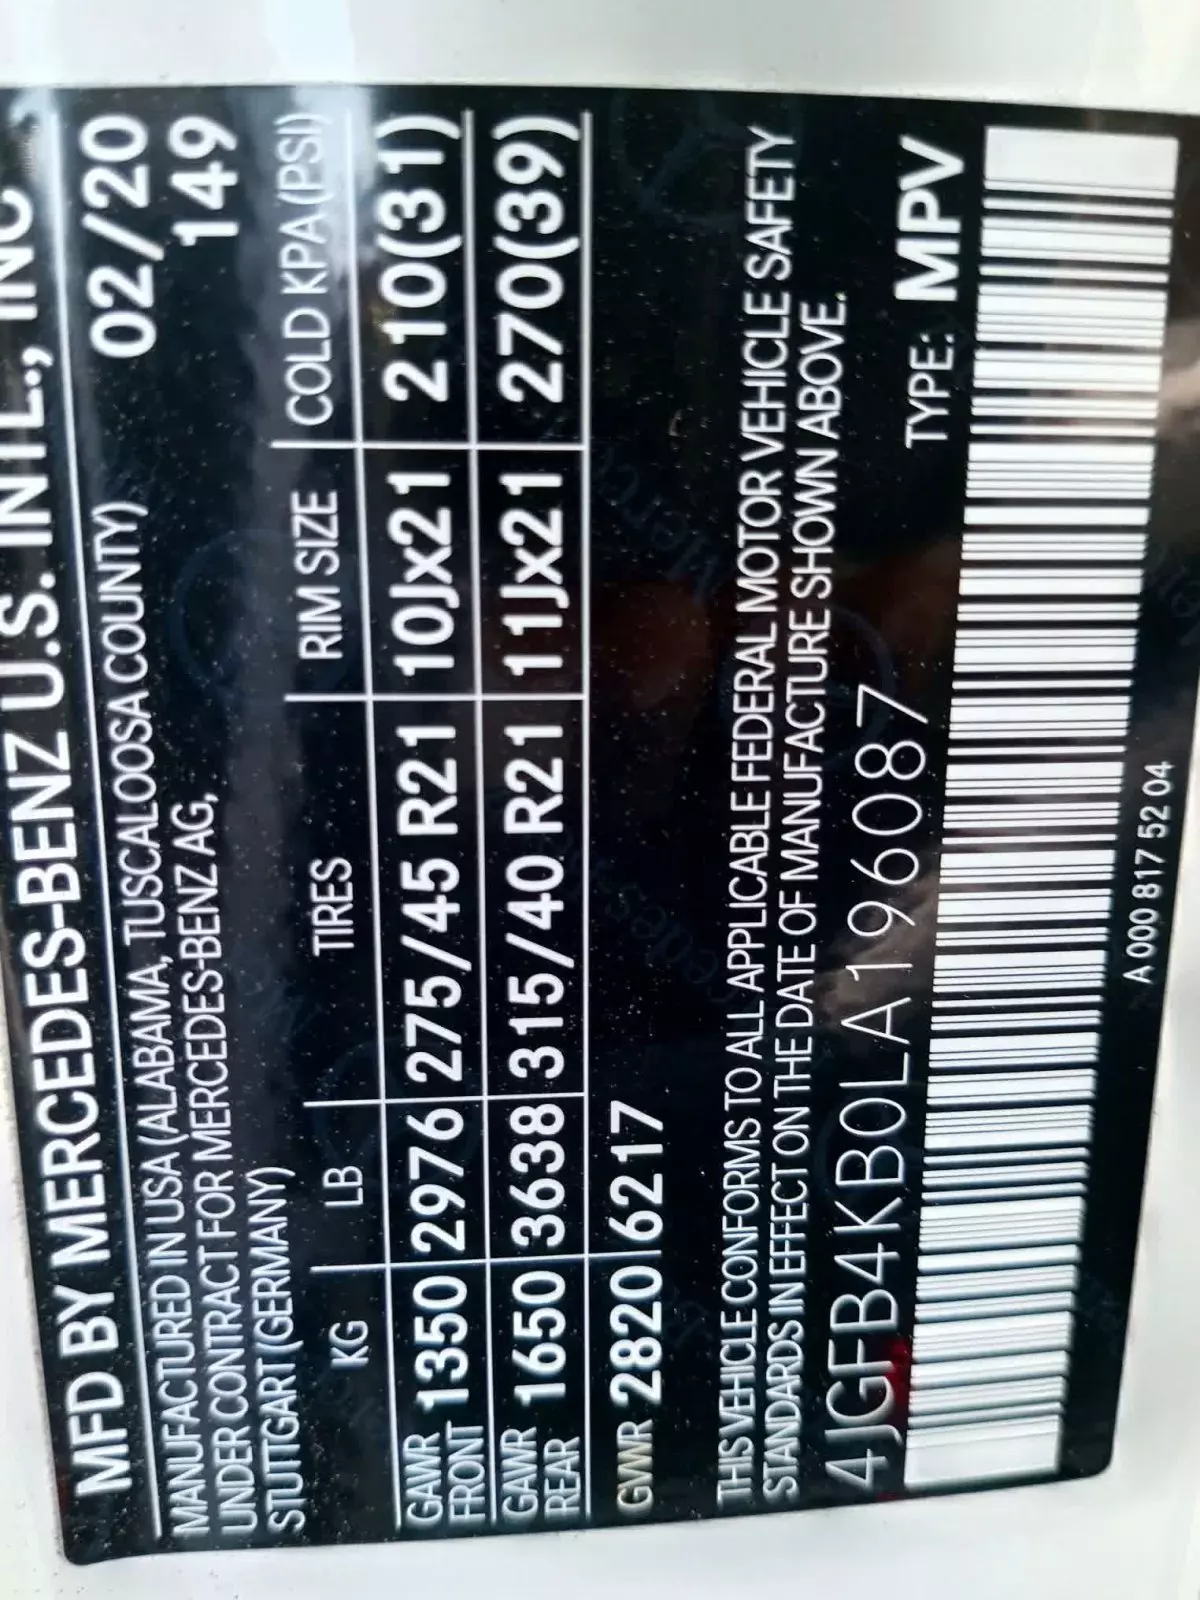 MFD BY MERCEDES-BENZ U.S. INTL., INC
MANUFACTURED IN USA (ALABAMA, TUSCALOOSA COUNTY) 02/20
UNDER CONTRACT FOR MERCEDES-BENZ AG, 149
STUTTGART (GERMANY)
KG LB TIRES RIM SIZE COLD KPA (PSI)
GAWR FRONT 1350 2976 275/45 R21 10Jx21 210(31)
GAWR REAR 1650 3638 315/40 R21 11Jx21 270(39)
GVWR 2820 6217
THIS VEHICLE CONFORMS TO ALL APPLICABLE FEDERAL MOTOR VEHICLE SAFETY
STANDARDS IN EFFECT ON THE DATE OF MANUFACTURE SHOWN ABOVE.
4JGFB4KB0LA19608​7 TYPE: MPV
A 000 817 52 04